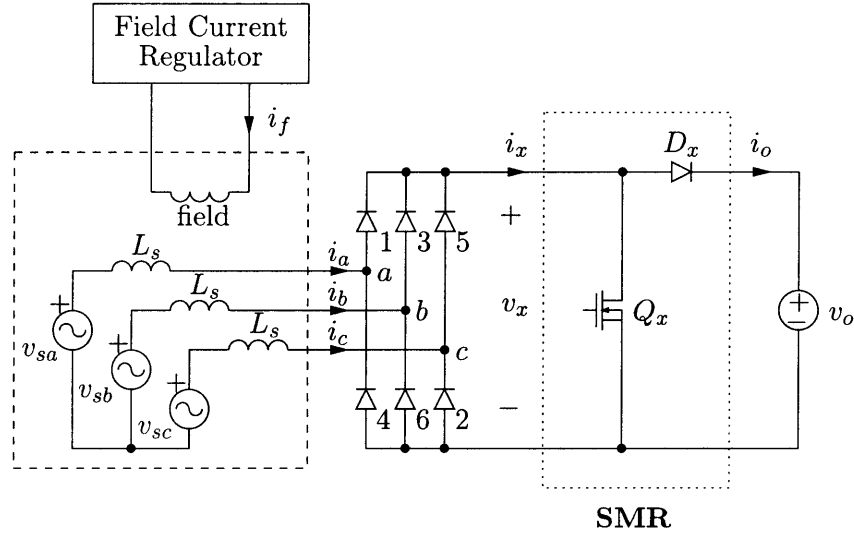 Field Current
Regulator
i_f
field
L_s
L_s
L_s
i_a
i_b
i_c
a
b
c
v_sa
v_sb
v_sc
+
+
+
1
3
5
4
6
2
i_x
+
v_x
−
D_x
Q_x
i_o
+
−
v_o
SMR